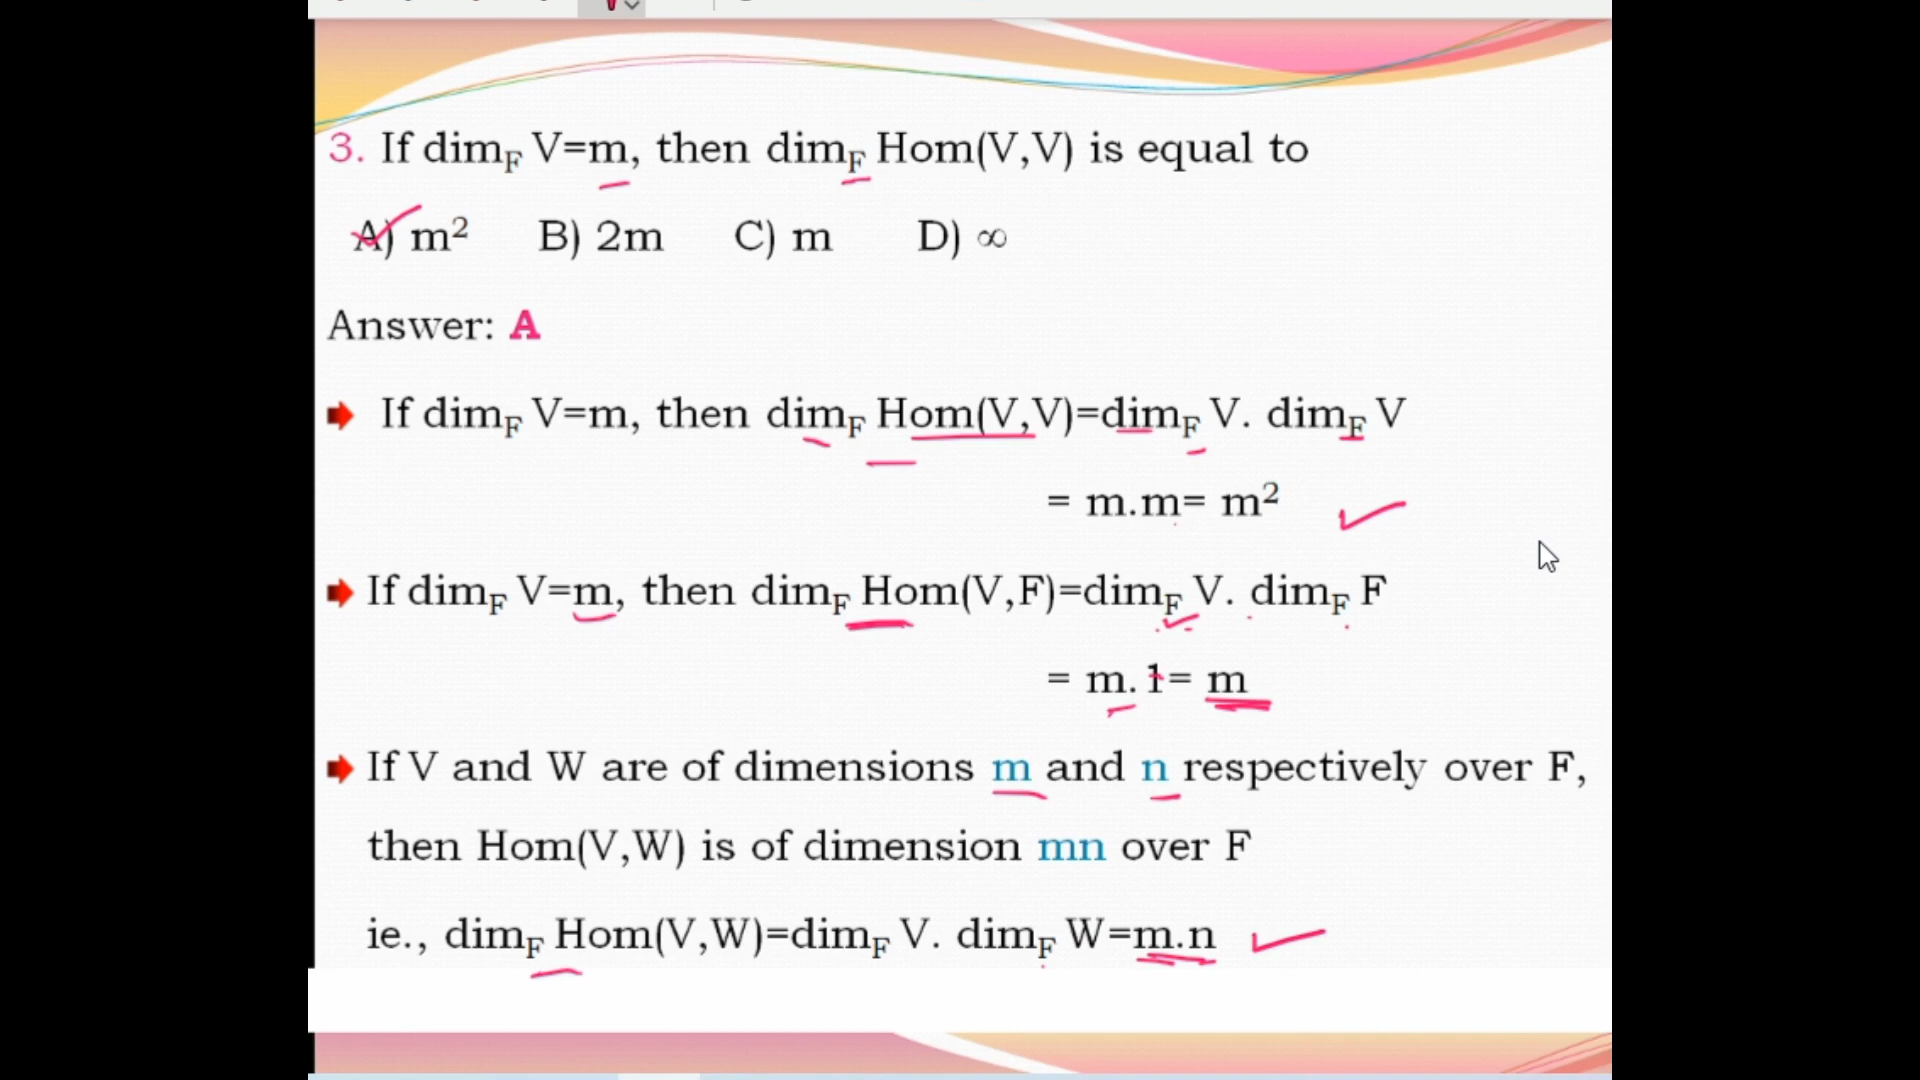 3. If dim_F V=m, then dim_F Hom(V,V) is equal to
A) m² B) 2m C) m D) ∞
Answer: A
If dim_F V=m, then dim_F Hom(V,V)=dim_F V. dim_F V
= m.m= m²
If dim_F V=m, then dim_F Hom(V,F)=dim_F V. dim_F F
= m. 1= m
If V and W are of dimensions m and n respectively over F,
then Hom(V,W) is of dimension mn over F
ie., dim_F Hom(V,W)=dim_F V. dim_F W=m.n